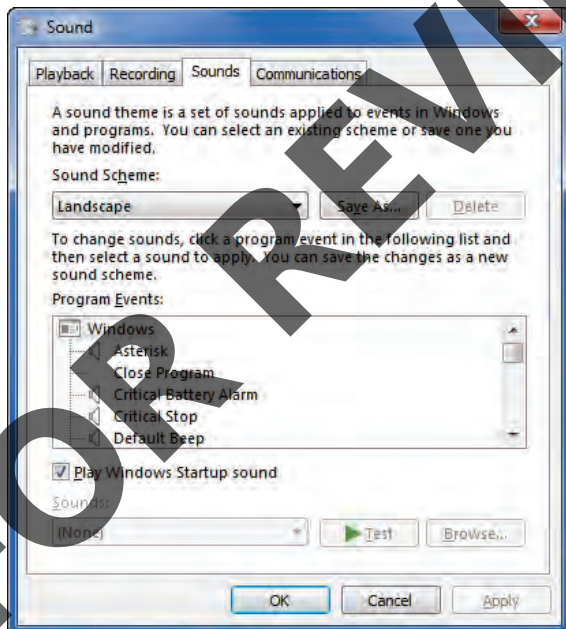 Sound
Playback Recording Sounds Communications
A sound theme is a set of sounds applied to events in Windows
and programs. You can select an existing scheme or save one you
have modified.
Sound Scheme:
Landscape Save As... Delete
To change sounds, click a program event in the following list and
then select a sound to apply. You can save the changes as a new
sound scheme.
Program Events:
Windows
Asterisk
Close Program
Critical Battery Alarm
Critical Stop
Default Beep
Play Windows Startup sound
Sounds:
(None) Test Browse...
OK Cancel Apply
OR REVI